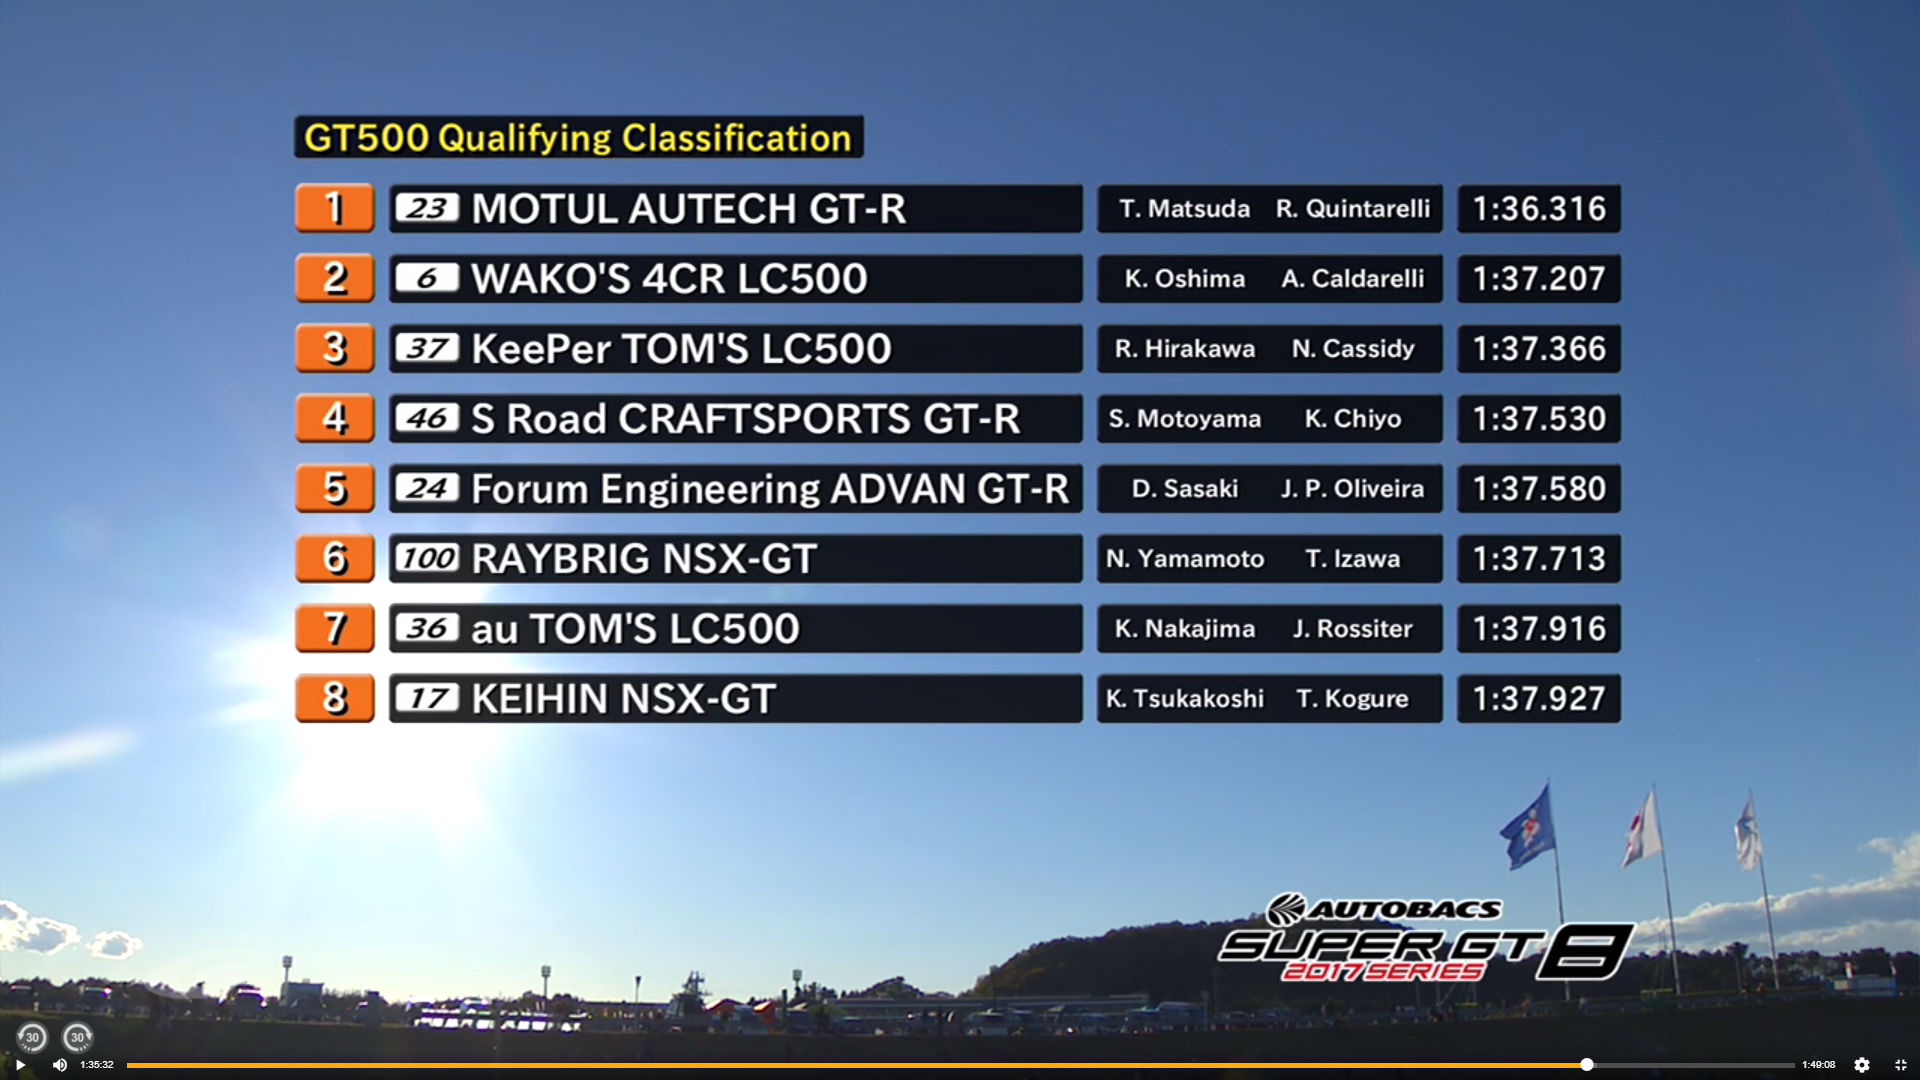 GT500 Qualifying Classification
1 23 MOTUL AUTECH GT-R T. Matsuda R. Quintarelli 1:36.316
2 6 WAKO'S 4CR LC500 K. Oshima A. Caldarelli 1:37.207
3 37 KeePer TOM'S LC500 R. Hirakawa N. Cassidy 1:37.366
4 46 S Road CRAFTSPORTS GT-R S. Motoyama K. Chiyo 1:37.530
5 24 Forum Engineering ADVAN GT-R D. Sasaki J. P. Oliveira 1:37.580
6 100 RAYBRIG NSX-GT N. Yamamoto T. Izawa 1:37.713
7 36 au TOM'S LC500 K. Nakajima J. Rossiter 1:37.916
8 17 KEIHIN NSX-GT K. Tsukakoshi T. Kogure 1:37.927
AUTOBACS
SUPER GT 8
2017 SERIES
30 30
1:35:32 1:49:08